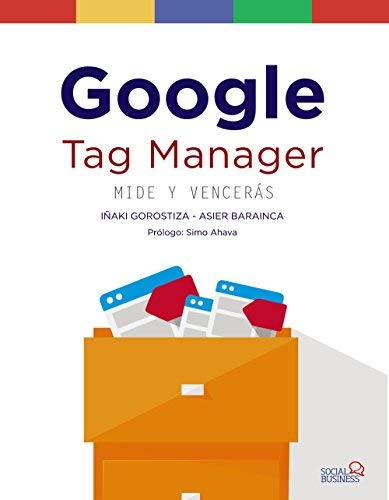 Google
Tag Manager
MIDE Y VENCERÁS
IÑAKI GOROSTIZA - ASIER BARAINCA
Prólogo: Simo Ahava
SOCIAL
BUSINESS